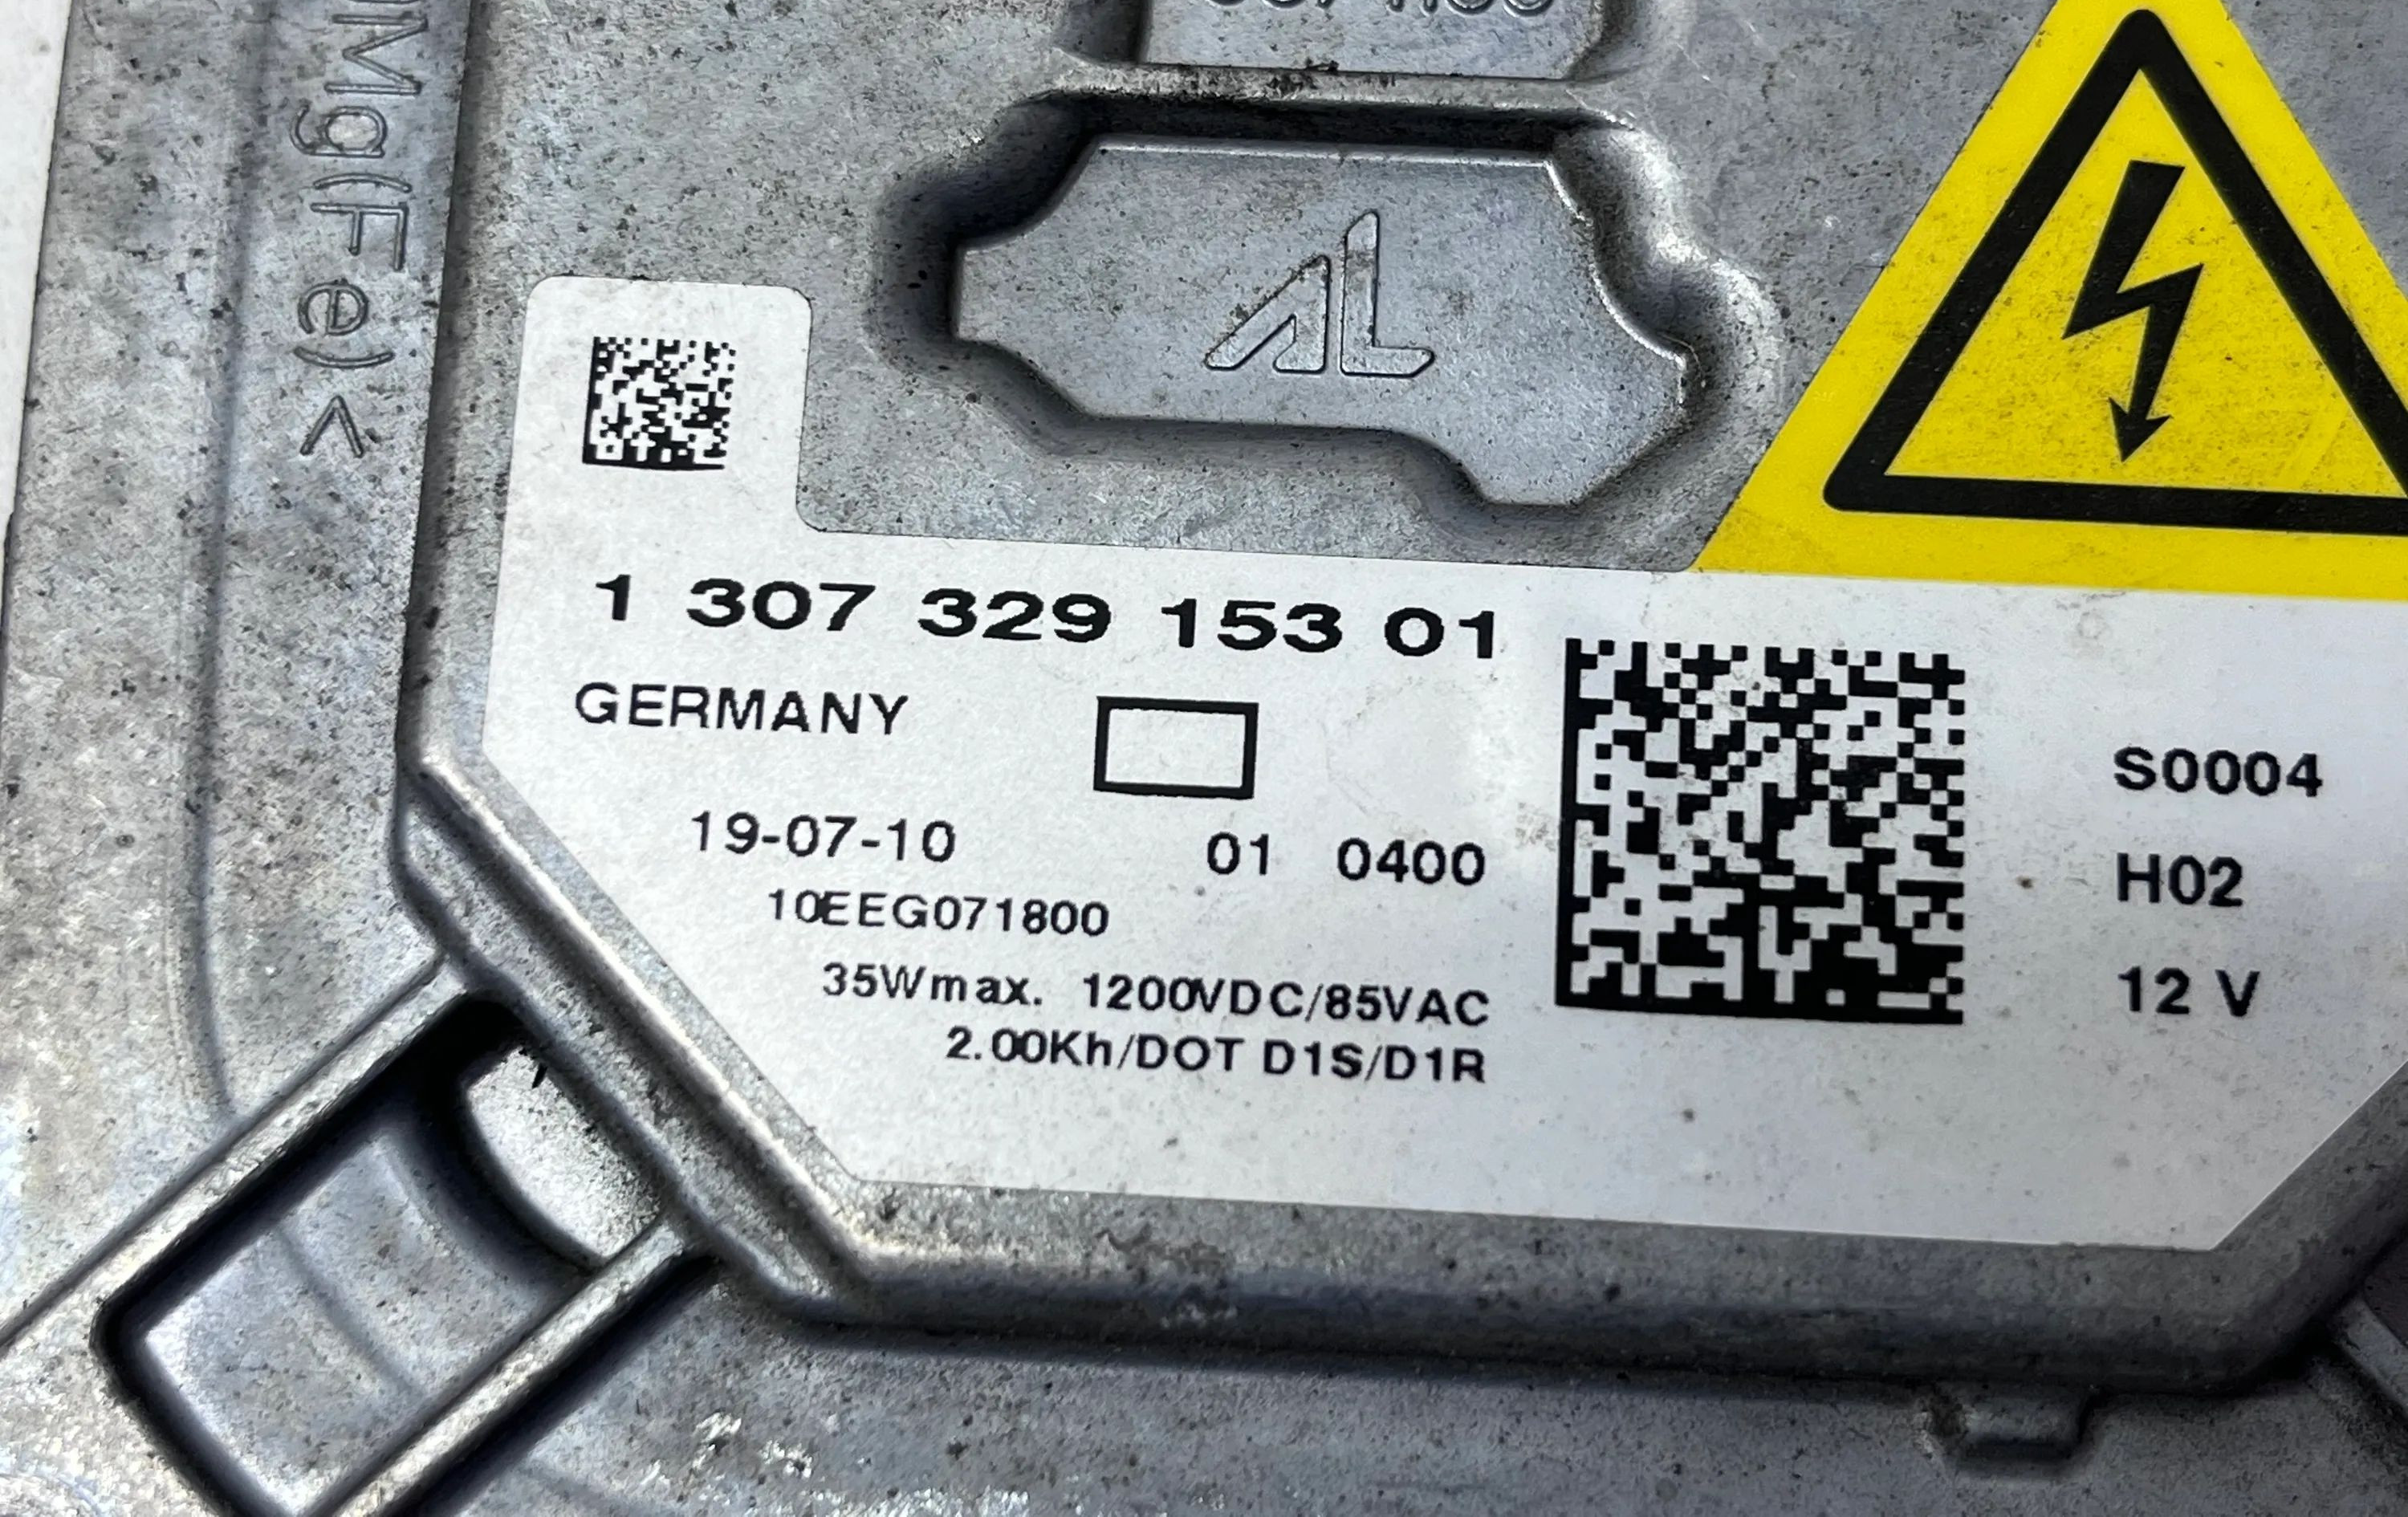 Mg(Fe)<
AL
1 307 329 153 01
GERMANY
19-07-10
01 0400
10EEG071800
35Wmax. 1200VDC/85VAC
2.00Kh/DOT D1S/D1R
S0004
H02
12 V